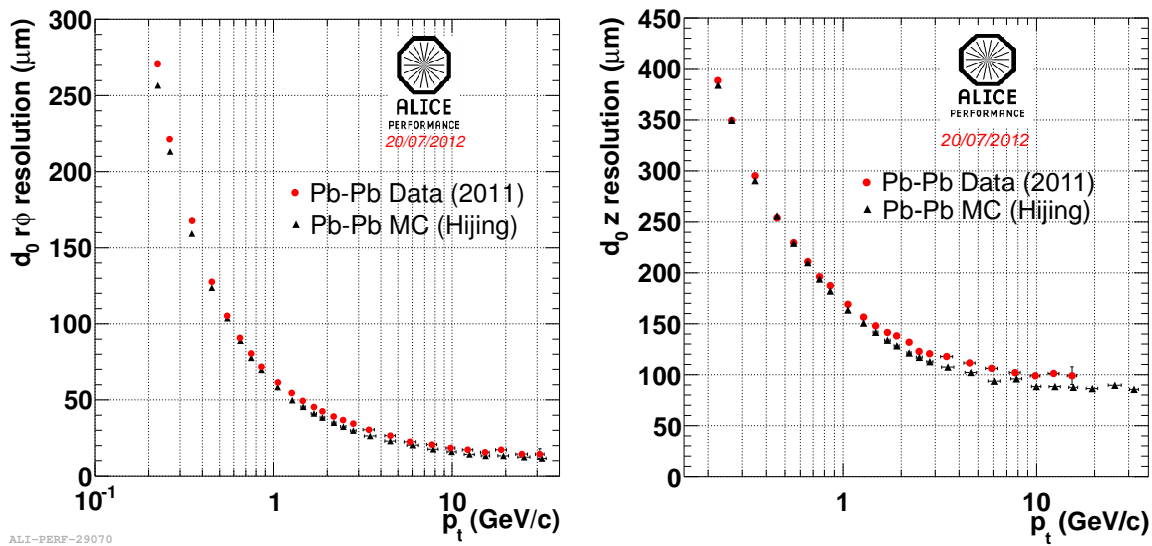 d0 rφ resolution (μm)
300
250
200
150
100
50
0
ALICE
PERFORMANCE
20/07/2012
Pb-Pb Data (2011)
Pb-Pb MC (Hijing)
10-1
1
10
pt (GeV/c)
d0 z resolution (μm)
450
400
350
300
250
200
150
100
50
0
ALICE
PERFORMANCE
20/07/2012
Pb-Pb Data (2011)
Pb-Pb MC (Hijing)
1
10
pt (GeV/c)
ALI-PERF-29070